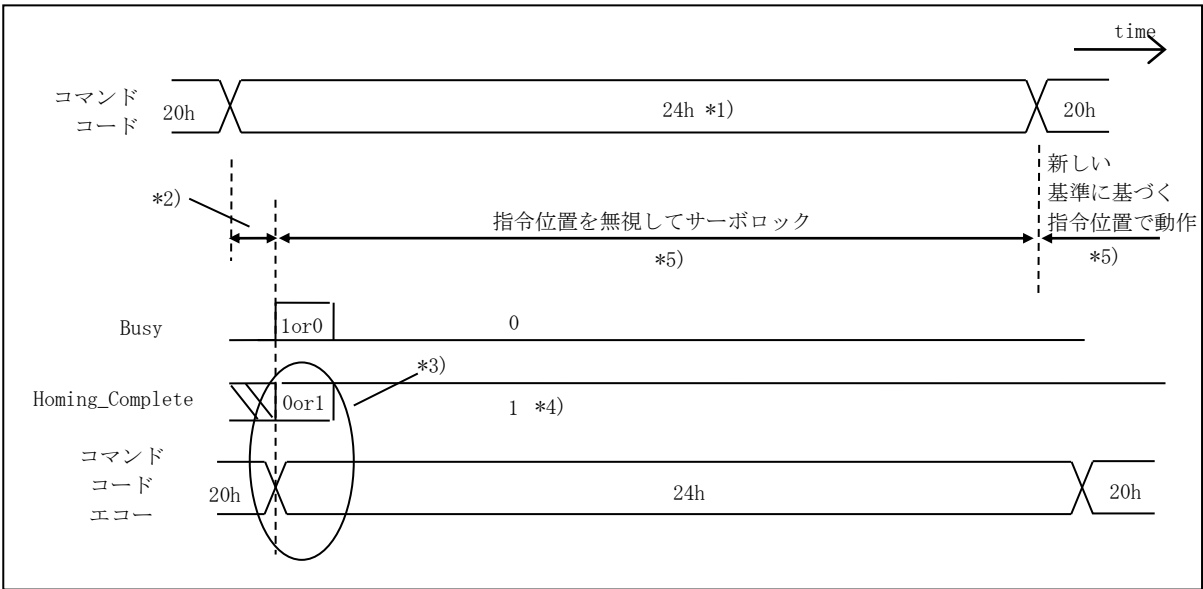 time
コマンド
コード
20h
24h *1)
20h
*2)
指令位置を無視してサーボロック
*5)
新しい
基準に基づく
指令位置で動作
*5)
Busy
1or0
0
*3)
Homing_Complete
0or1
1 *4)
コマンド
コード
エコー
20h
24h
20h